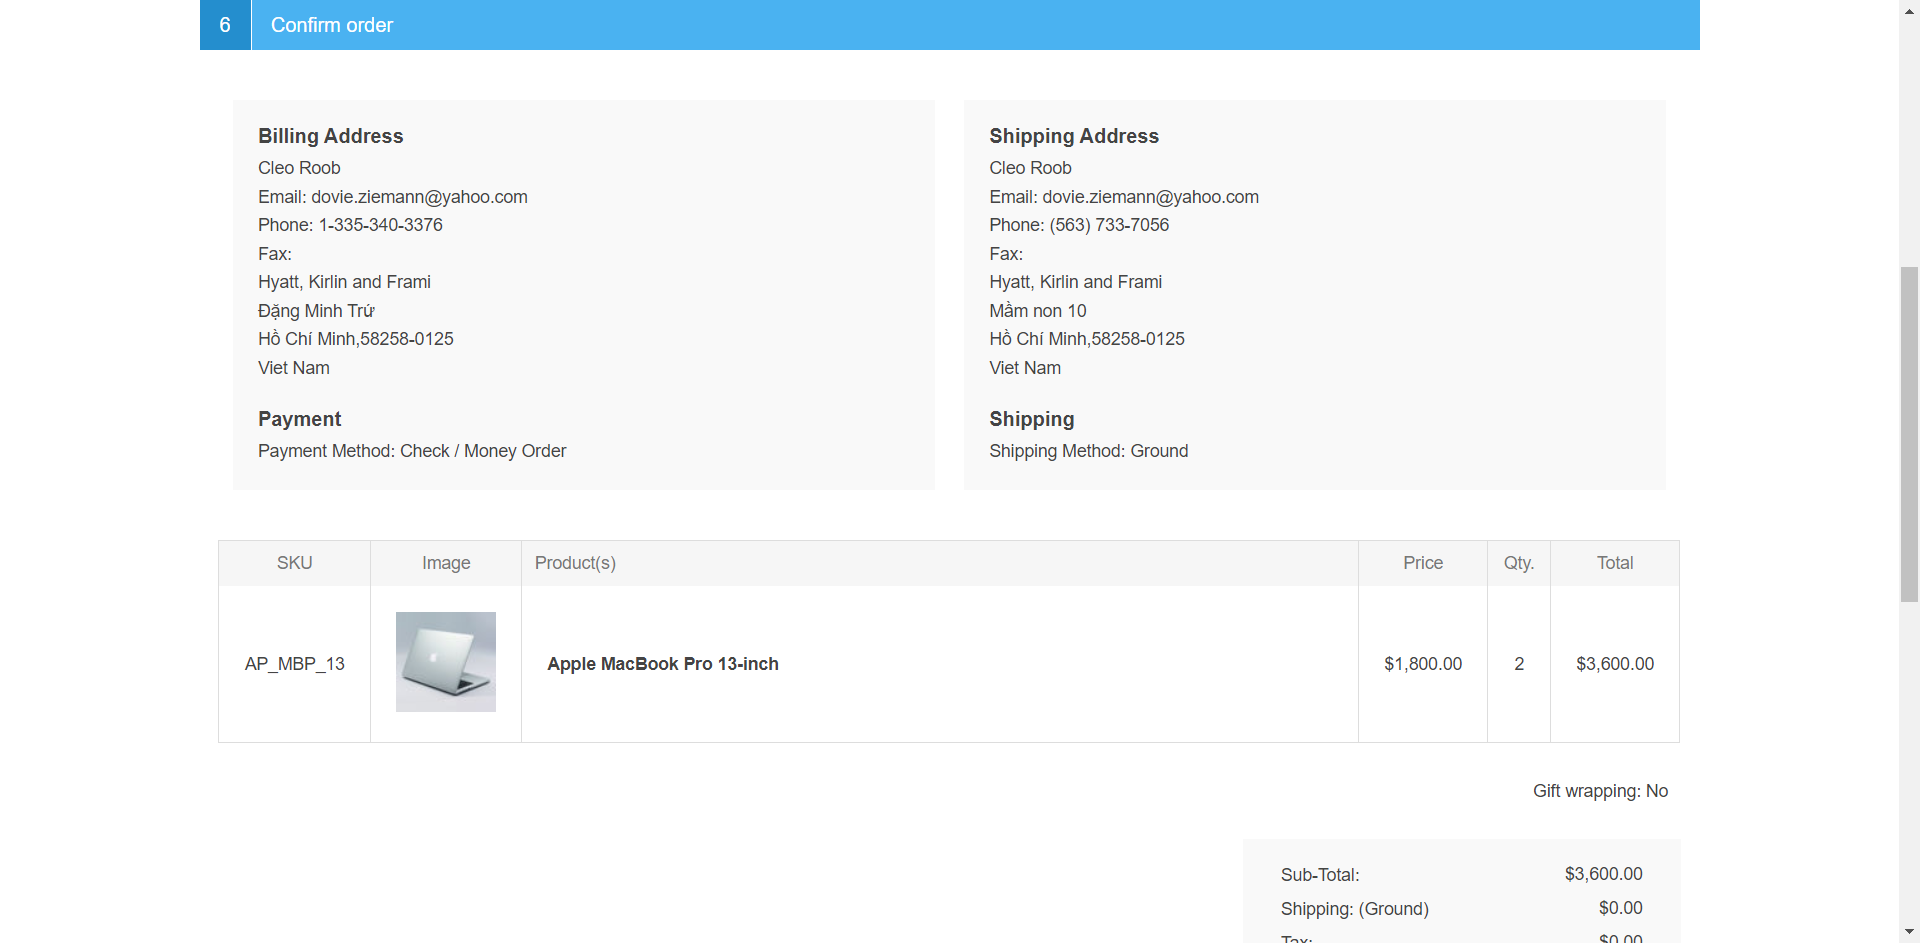 6 Confirm order
Billing Address
Cleo Roob
Email: dovie.ziemann@yahoo.com
Phone: 1-335-340-3376
Fax:
Hyatt, Kirlin and Frami
Đặng Minh Trứ
Hồ Chí Minh,58258-0125
Viet Nam
Payment
Payment Method: Check / Money Order
Shipping Address
Cleo Roob
Email: dovie.ziemann@yahoo.com
Phone: (563) 733-7056
Fax:
Hyatt, Kirlin and Frami
Mầm non 10
Hồ Chí Minh,58258-0125
Viet Nam
Shipping
Shipping Method: Ground
SKU Image Product(s) Price Qty. Total
AP_MBP_13 Apple MacBook Pro 13-inch $1,800.00 2 $3,600.00
Gift wrapping: No
Sub-Total: $3,600.00
Shipping: (Ground) $0.00
Tax: $0.00